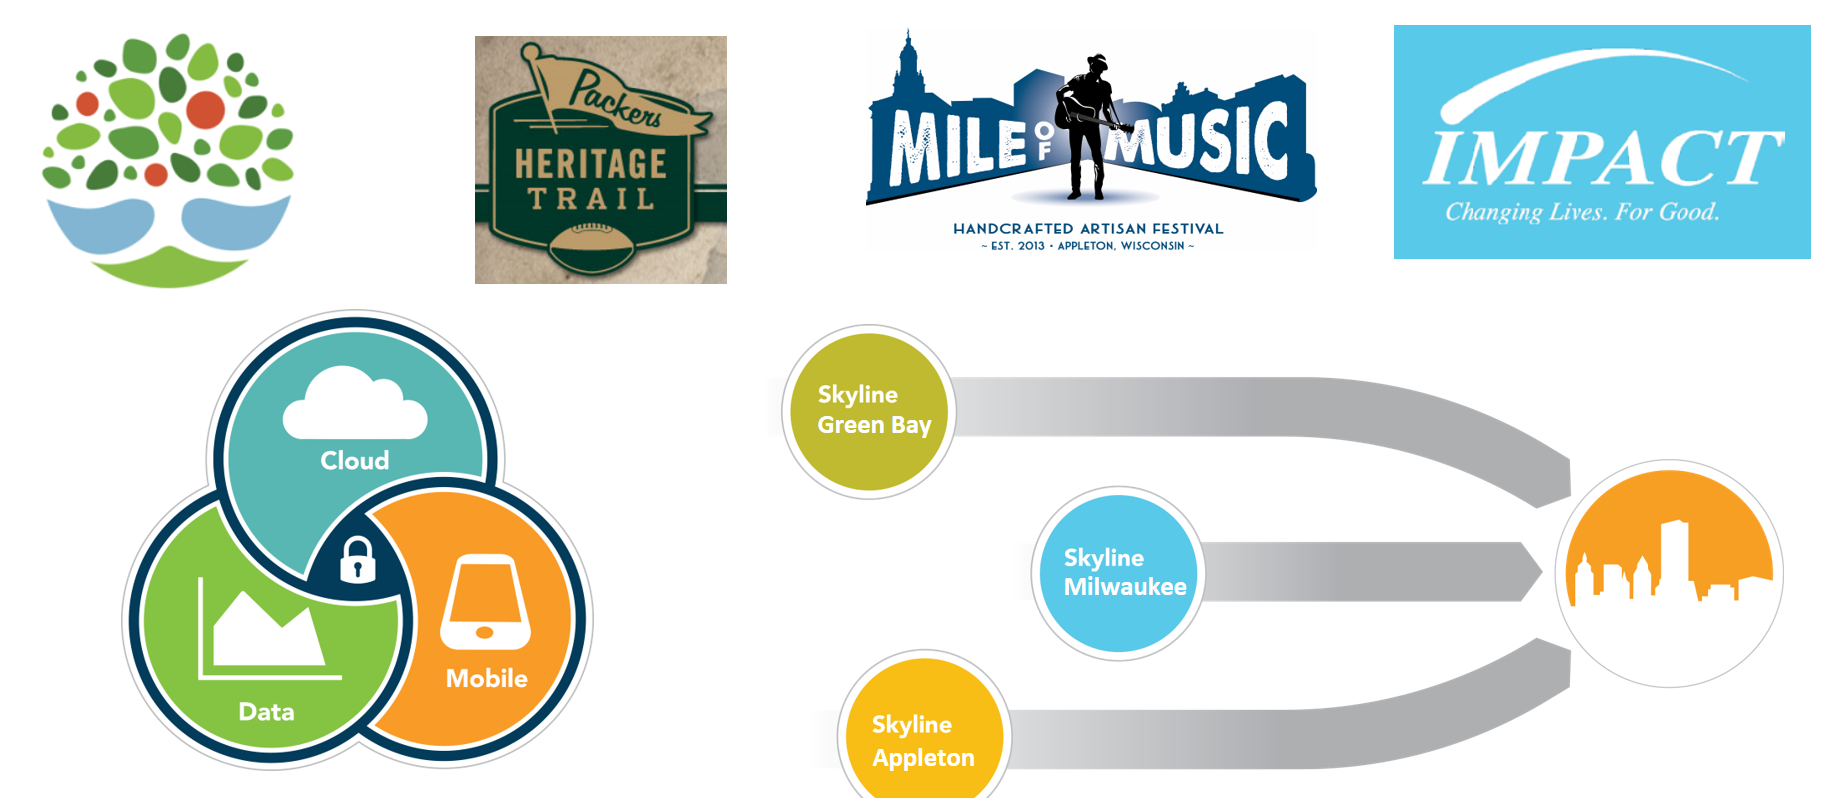 Packers
HERITAGE
TRAIL
MILE OF MUSIC
HANDCRAFTED ARTISAN FESTIVAL
~ EST. 2013 • APPLETON, WISCONSIN ~
IMPACT
Changing Lives. For Good.
Cloud
Data
Mobile
Skyline
Green Bay
Skyline
Milwaukee
Skyline
Appleton